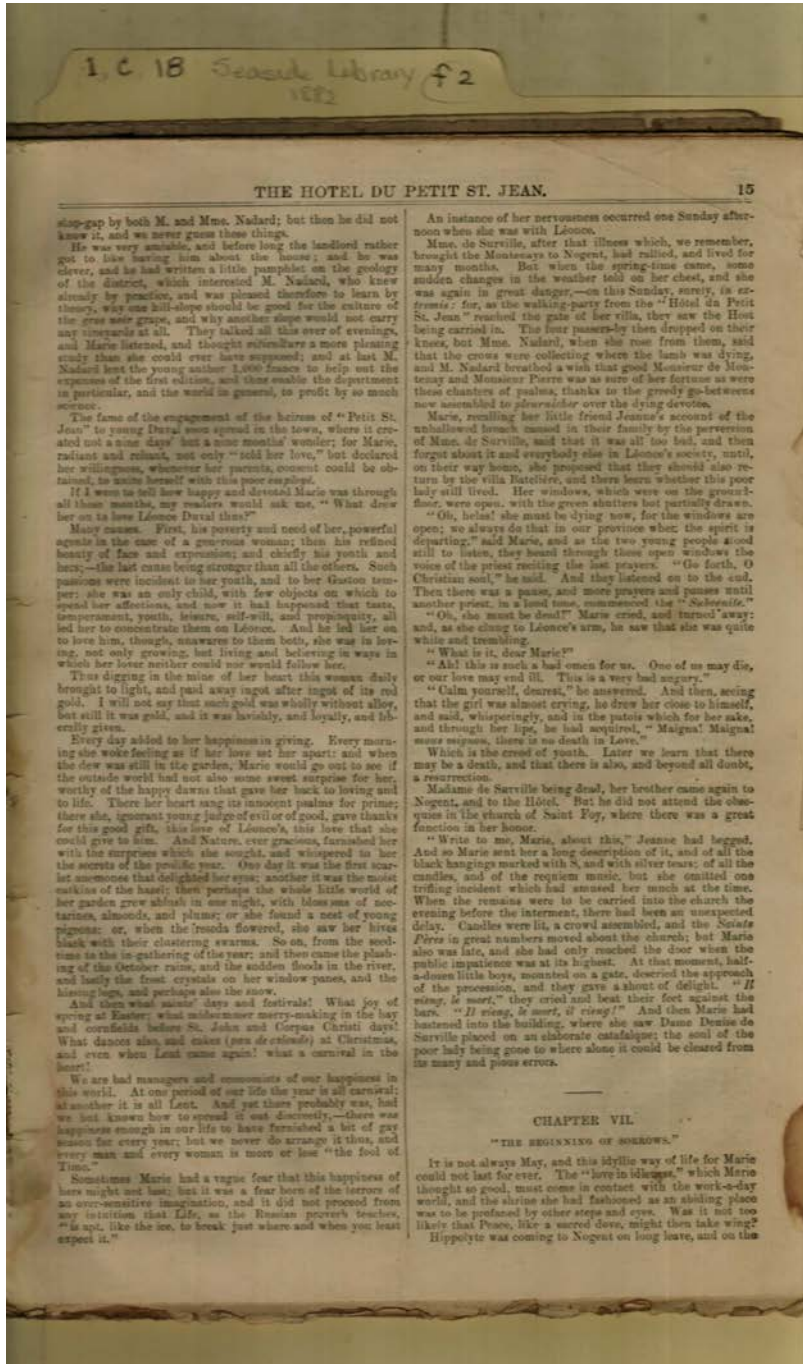 1, C, 18 Seaside Library f2
1882
THE HOTEL DU PETIT ST. JEAN. 15
stop-gap by both M. and Mme. Nadard; but then he did not
know it, and we never guess these things.
He was very amiable, and before long the landlord rather
got to like having him about the house; and he was
clever, and he had written a little pamphlet on the geology
of the district, which interested M. Nadard, who knew
already by practice, and was pleased therefore to learn by
theory, why one hill-slope should be good for the culture of
the gros noir grape, and why another slope would not carry
any vineyards at all. They talked all this over of evenings,
and Marie listened, and thought a more pleasing
study than she could ever have supposed; and at last M.
Nadard lent the young author 1,000 francs to help out the
expenses of the first edition, and thus enable the department
in particular, and the world in general, to profit by so much
science.
The fame of the engagement of the heiress of "Petit St.
Jean" to young Duval soon spread in the town, where it cre-
ated not a nine days' but a nine months' wonder; for Marie,
radiant and reliant, not only "told her love," but declared
her willingness, whenever her parents, consent could be ob-
tained, to unite herself with this poor employé.
If I were to tell how happy and devoted Marie was through
all those months, my readers would ask me, "What drew
her on to love Léonce Duval thus?"
Many causes. First, his poverty and need of her, powerful
agents in the case of a generous woman; then his refined
beauty of face and expression; and chiefly his youth and
hers;—the last cause being stronger than all the others. Such
passions were incident to her youth, and to her Gascon tem-
per: she was an only child, with few objects on which to
spend her affections, and now it had happened that taste,
temperament, youth, leisure, self-will, and propinquity, all
led her to concentrate them on Léonce. And he led her on
to love him, though, unawares to them both, she was in lov-
ing, not only growing, but living and believing in ways in
which her lover neither could nor would follow her.
Thus digging in the mine of her heart this woman daily
brought to light, and paid away ingot after ingot of its red
gold. I will not say that such gold was wholly without alloy,
but still it was gold, and it was lavishly, and loyally, and lib-
erally given.
Every day added to her happiness in giving. Every morn-
ing she woke feeling as if her love set her apart: and when
the dew was still in the garden, Marie would go out to see if
the outside world had not also some sweet surprise for her,
worthy of the happy dawns that gave her back to loving and
to life. There her heart sang its innocent psalms for prime;
there she, ignorant young judge of evil or of good, gave thanks
for this good gift, this love of Léonce's, this love that she
could give to him. And Nature, ever gracious, furnished her
with the surprises which she sought, and whispered to her
the secrets of the prolific year. One day it was the first scar-
let anemones that delighted her eyes; another it was the moist
catkins of the hazel; then perhaps the whole little world of
her garden grew ablush in one night, with blossoms of nec-
tarines, almonds, and plums; or she found a nest of young
pigeons; or, when the reseda flowered, she saw her hives
black with their clustering swarms. So on, from the seed-
time to the in-gathering of the year; and then came the plash-
ing of the October rains, and the sudden floods in the river,
and lastly the frost crystals on her window panes, and the
hissing logs, and perhaps also the snow.
And then what saints' days and festivals! What joy of
spring at Easter; what midsummer merry-making in the hay
and cornfields before St. John and Corpus Christi days!
What dances also, and cakes (pan de calendo) at Christmas,
and even when Lent came again! what a carnival in the
heart!
We are bad managers and economists of our happiness in
this world. At one period of our life the year is all carnival;
at another it is all Lent. And yet there probably was, had
we but known how to spread it out discreetly,—there was
happiness enough in our life to have furnished a bit of gay
season for every year; but we never do arrange it thus, and
every man and every woman is more or less "the fool of
Time."
Sometimes Marie had a vague fear that this happiness of
hers might not last; but it was a fear born of the terrors of
an over-sensitive imagination, and it did not proceed from
any intuition that Life, as the Russian proverb teaches,
"is apt, like the ice, to break just where and when you least
expect it."
An instance of her nervousness occurred one Sunday after-
noon when she was with Léonce.
Mme. de Surville, after that illness which, we remember,
brought the Montenays to Nogent, had rallied, and lived for
many months. But when the spring-time came, some
sudden changes in the weather told on her chest, and she
was again in great danger,—on this Sunday, surely, in ex-
tremis: for, as the walking-party from the "Hôtel du Petit
St. Jean" reached the gate of her villa, they saw the Host
being carried in. The four passers-by then dropped on their
knees, but Mme. Nadard, when she rose from them, said
that the crows were collecting where the lamb was dying,
and M. Nadard breathed a wish that good Monsieur de Mon-
tenay and Monsieur Pierre was as sure of her fortune as were
these chanters of psalms, thanks to the greedy go-betweens
now assembled to pleurnicher over the dying devotee.
Marie, recalling her little friend Jeanne's account of the
unhallowed breach caused in their family by the perversion
of Mme. de Surville, said that it was all too bad, and then
forgot about it and everybody else in Léonce's society, until,
on their way home, she proposed that they should also re-
turn by the villa Batelière, and there learn whether this poor
lady still lived. Her windows, which were on the ground-
floor, were open, with the green shutters but partially drawn.
"Oh, helas! she must be dying now, for the windows are
open; we always do that in our province when the spirit is
departing," said Marie, and as the two young people stood
still to listen, they heard through these open windows the
voice of the priest reciting the last prayers. "Go forth, O
Christian soul," he said. And they listened on to the end.
Then there was a pause, and more prayers and pauses until
another priest, in a loud tone, commenced the "Subvenite."
"Oh, she must be dead!" Marie cried, and turned away:
and, as she clung to Léonce's arm, he saw that she was quite
white and trembling.
"What is it, dear Marie?"
"Ah! this is such a bad omen for us. One of us may die,
or our love may end ill. This is a very bad augury."
"Calm yourself, dearest," he answered. And then, seeing
that the girl was almost crying, he drew her close to himself,
and said, whisperingly, and in the patois which for her sake,
and through her lips, he had acquired, "Maigna! Maigna!
there is no death in Love."
Which is the creed of youth. Later we learn that there
may be a death, and that there is also, and beyond all doubt,
a resurrection.
Madame de Surville being dead, her brother came again to
Nogent, and to the Hôtel. But he did not attend the obse-
quies in the church of Saint Foy, where there was a great
function in her honor.
"Write to me, Marie, about this," Jeanne had begged.
And so Marie sent her a long description of it, and of all the
black hangings marked with S, and with silver tears; of all the
candles, and of the requiem music, but she omitted one
trifling incident which had amused her much at the time.
When the remains were to be carried into the church the
evening before the interment, there had been an unexpected
delay. Candles were lit, a crowd assembled, and the Saints
Pères in great numbers moved about the church; but Marie
also was late, and she had only reached the door when the
public impatience was at its highest. At that moment, half-
a-dozen little boys, mounted on a gate, descried the approach
of the procession, and they gave a shout of delight. "Il
vieng, le mort," they cried and beat their feet against the
bars. "Il vieng, le mort, il vieng!" And then Marie had
hastened into the building, where she saw Dame Denise de
Surville placed on an elaborate catafalque; the soul of the
poor lady being gone to where alone it could be cleared from
its many and pious errors.
CHAPTER VII.
"THE BEGINNING OF SORROWS."
IT is not always May, and this idyllic way of life for Marie
could not last for ever. The "love in idleness," which Marie
thought so good, must come in contact with the work-a-day
world, and the shrine she had fashioned as an abiding place
was to be profaned by other steps and eyes. Was it not too
likely that Peace, like a sacred dove, might then take wing?
Hippolyte was coming to Nogent on long leave, and on the